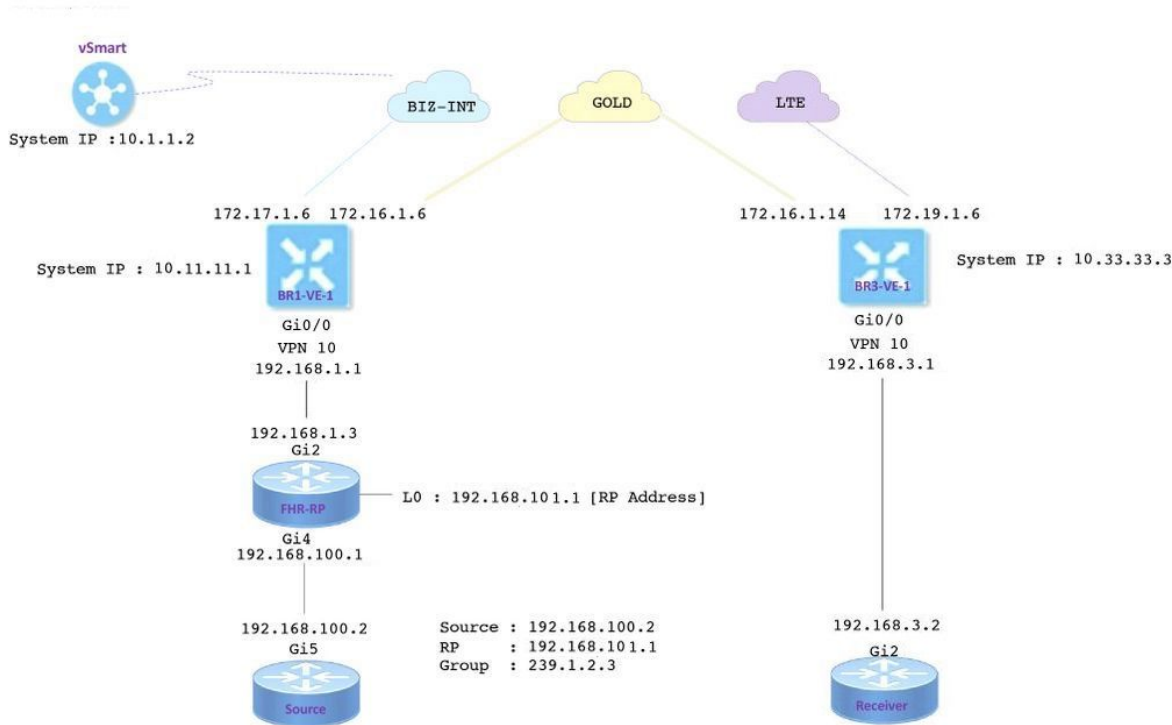 vSmart
System IP :10.1.1.2
BIZ-INT
GOLD
LTE
172.17.1.6
172.16.1.6
172.16.1.14
172.19.1.6
System IP : 10.11.11.1
BR1-VE-1
BR3-VE-1
System IP : 10.33.33.3
Gi0/0
VPN 10
192.168.1.1
Gi0/0
VPN 10
192.168.3.1
192.168.1.3
Gi2
FHR-RP
L0 : 192.168.101.1 [RP Address]
Gi4
192.168.100.1
192.168.100.2
Gi5
Source
Source : 192.168.100.2
RP : 192.168.101.1
Group : 239.1.2.3
192.168.3.2
Gi2
Receiver